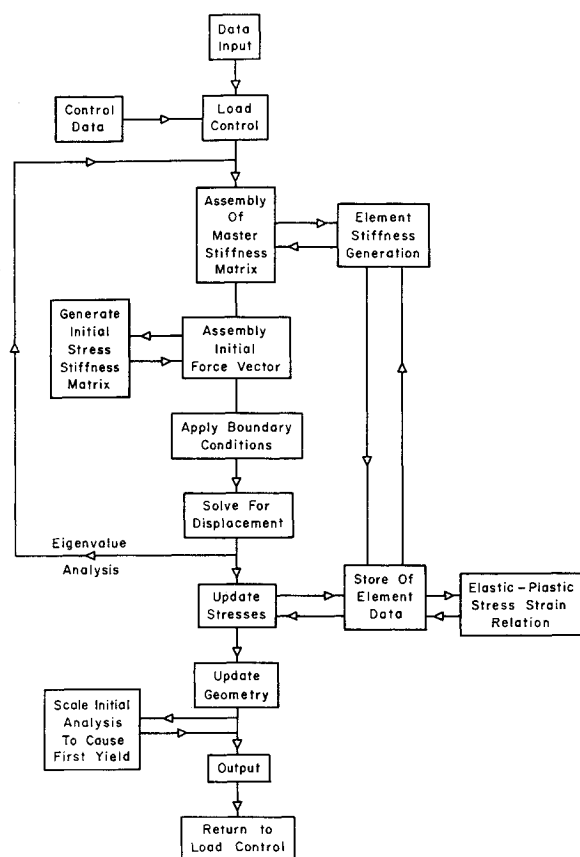 Data
Input
Control
Data
Load
Control
Assembly
Of
Master
Stiffness
Matrix
Element
Stiffness
Generation
Generate
Initial
Stress
Stiffness
Matrix
Assembly
Initial
Force Vector
Apply Boundary
Conditions
Solve For
Displacement
Eigenvalue
Analysis
Update
Stresses
Store Of
Element
Data
Elastic-Plastic
Stress Strain
Relation
Update
Geometry
Scale Initial
Analysis
To Cause
First Yield
Output
Return to
Load Control